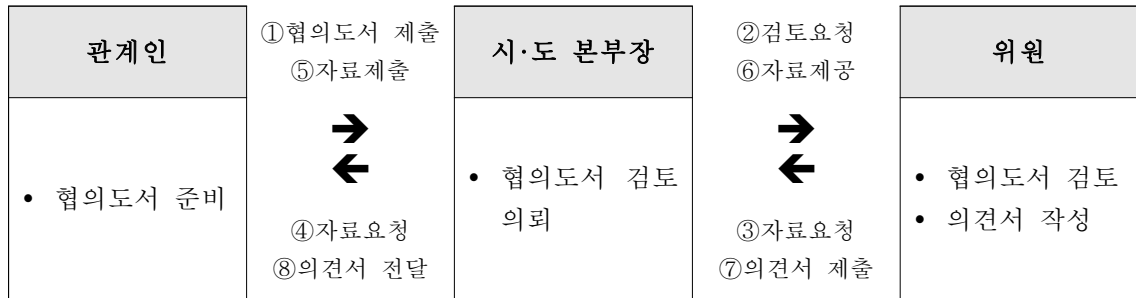 관계인
①협의도서 제출
⑤자료제출
시·도 본부장
②검토요청
⑥자료제공
위원
• 협의도서 준비
➔
🡸
④자료요청
⑧의견서 전달
• 협의도서 검토
의뢰
➔
🡸
③자료요청
⑦의견서 제출
• 협의도서 검토
• 의견서 작성